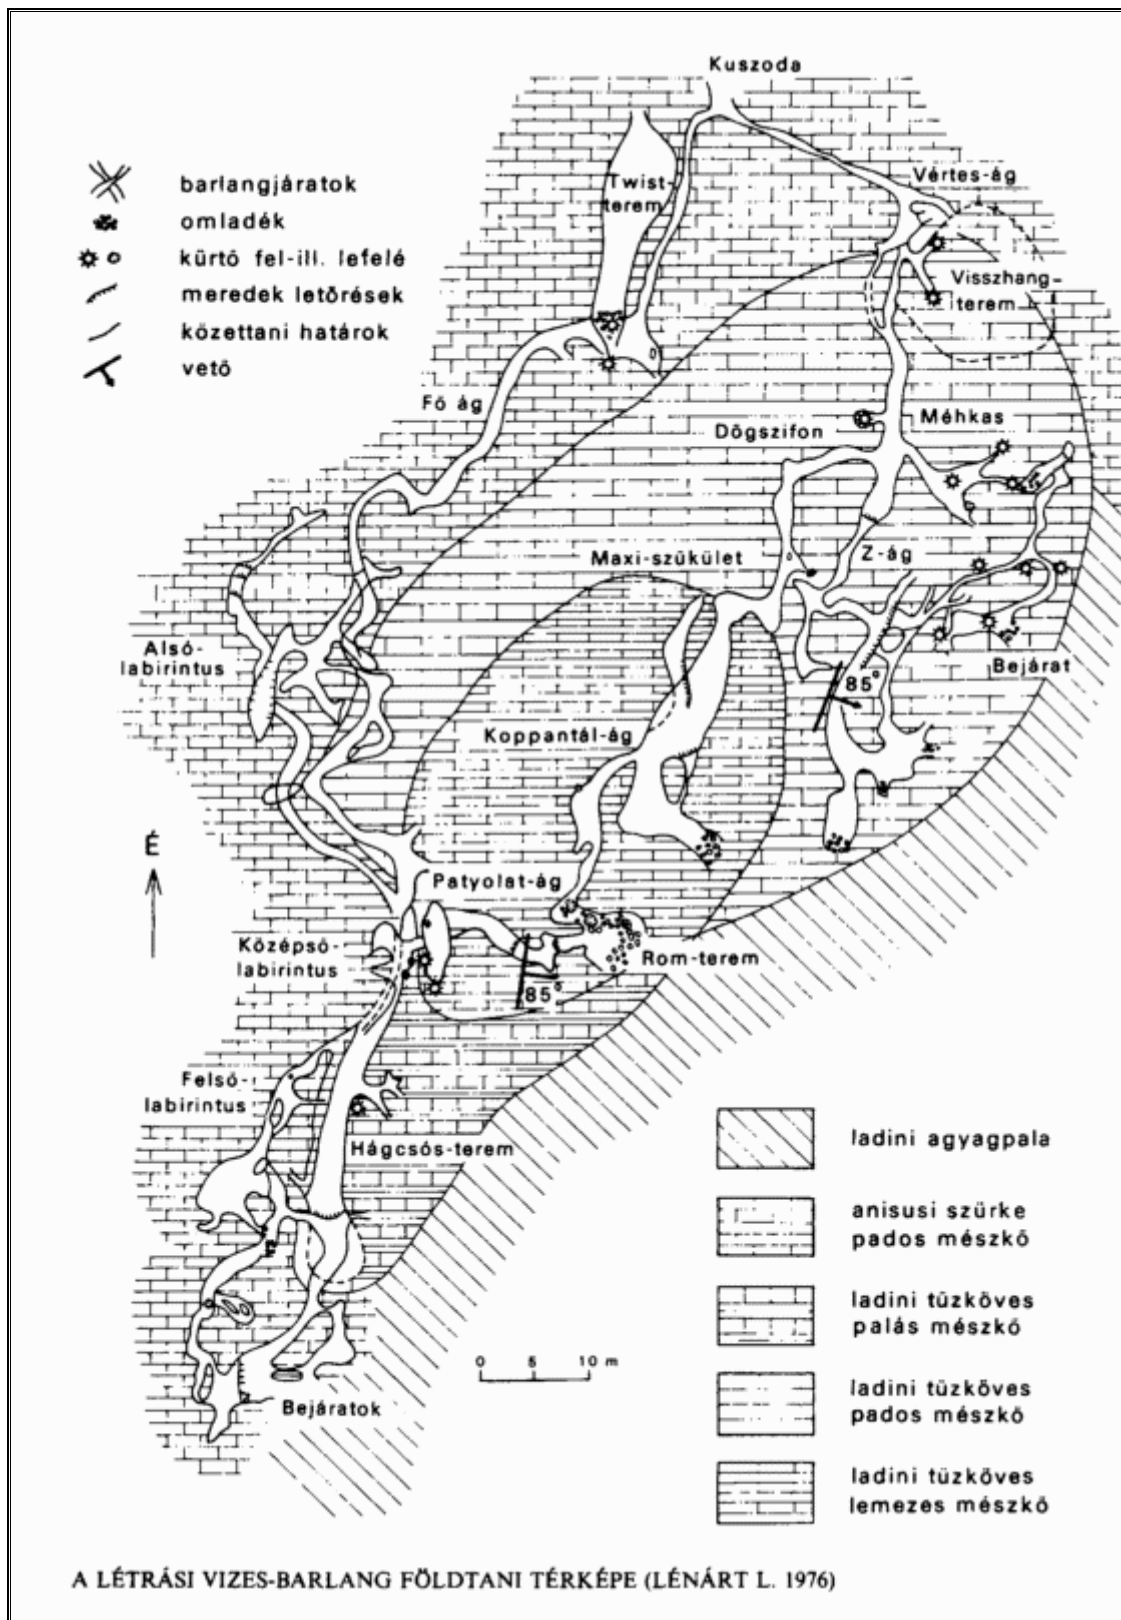 Kuszoda
barlangjáratok
omladék
kürtő fel-ill. lefelé
meredek letörések
kőzettani határok
vető
Twist-
terem
Vértes-ág
Visszhang-
terem
Fő ág
Dögszifon
Méhkas
Maxi-szűkület
Z-ág
Alsó-
labirintus
Bejárat
85°
Koppantál-ág
É
Patyolat-ág
Középső-
labirintus
Rom-terem
85°
Felső-
labirintus
Hágcsós-terem
Bejáratok
0 5 10 m
ladini agyagpala
anisusi szürke
pados mészkő
ladini tűzköves
palás mészkő
ladini tűzköves
pados mészkő
ladini tűzköves
lemezes mészkő
A LÉTRÁSI VIZES-BARLANG FÖLDTANI TÉRKÉPE (LÉNÁRT L. 1976)